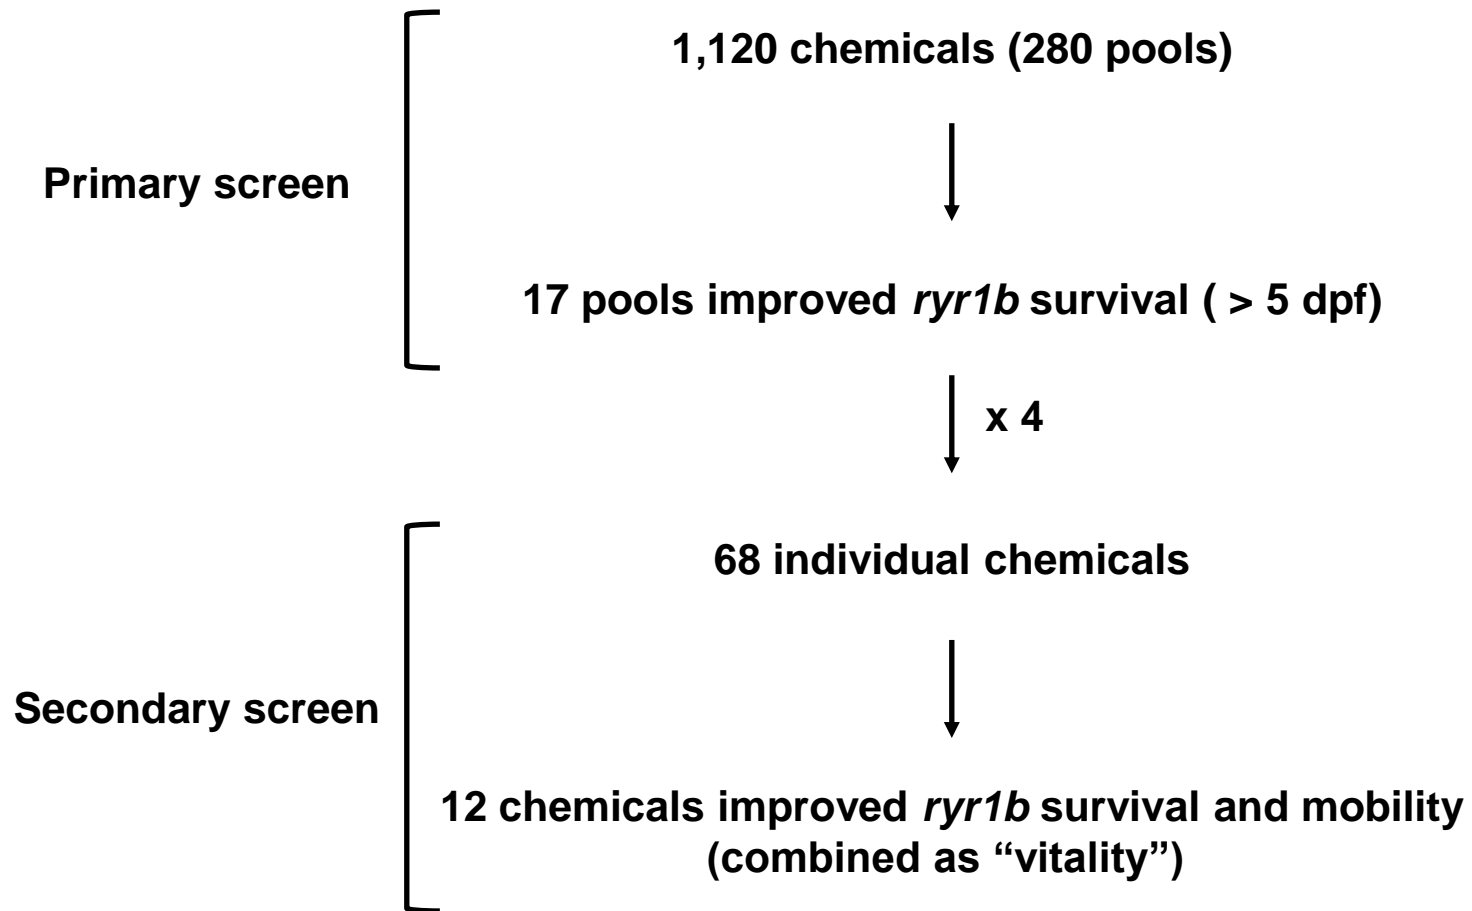 1,120 chemicals (280 pools)
Primary screen
17 pools improved ryr1b survival ( > 5 dpf)
x 4
68 individual chemicals
Secondary screen
12 chemicals improved ryr1b survival and mobility
(combined as “vitality”)